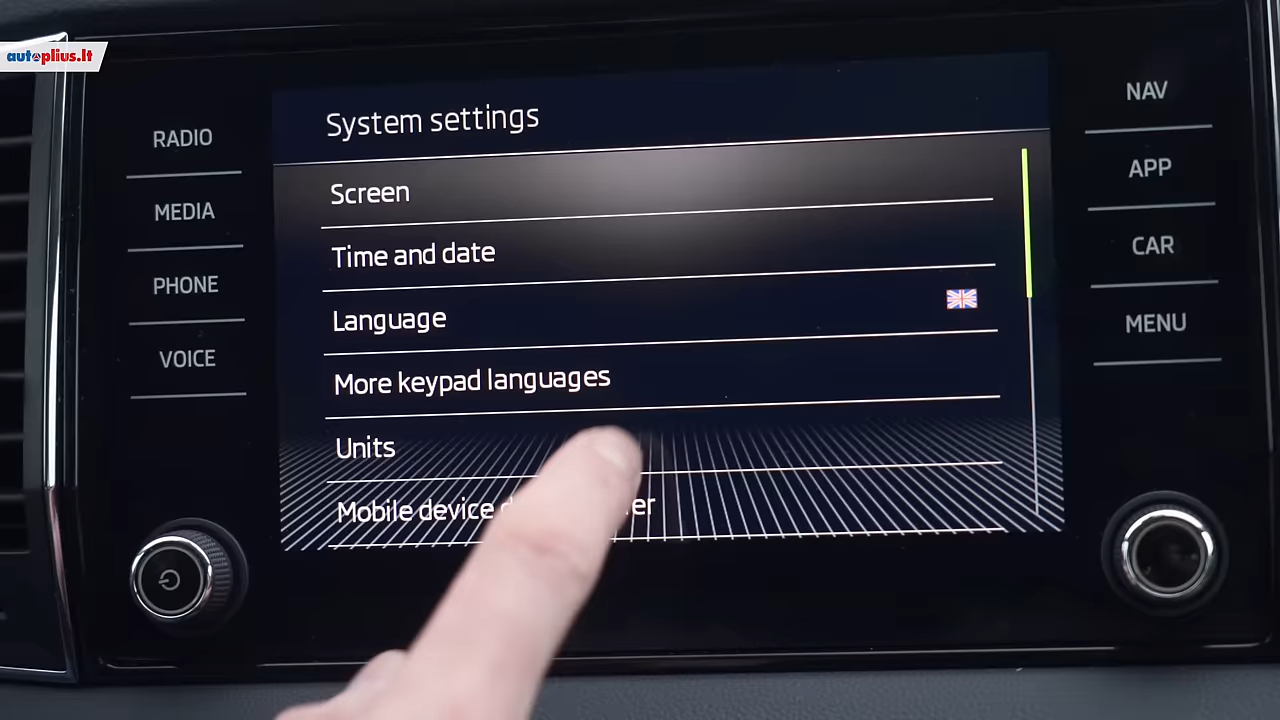 autoplius.lt
RADIO
MEDIA
PHONE
VOICE
System settings
Screen
Time and date
Language
More keypad languages
Units
Mobile device
NAV
APP
CAR
MENU